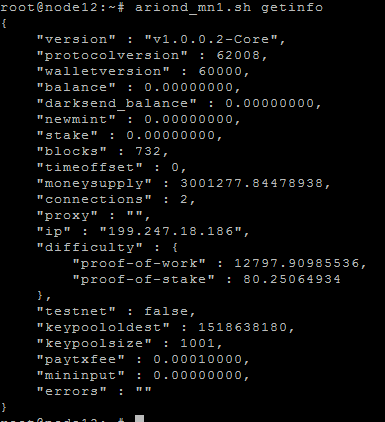 root@node12:~# ariond_mn1.sh getinfo
{
    "version" : "v1.0.0.2-Core",
    "protocolversion" : 62008,
    "walletversion" : 60000,
    "balance" : 0.00000000,
    "darksend_balance" : 0.00000000,
    "newmint" : 0.00000000,
    "stake" : 0.00000000,
    "blocks" : 732,
    "timeoffset" : 0,
    "moneysupply" : 3001277.84478938,
    "connections" : 2,
    "proxy" : "",
    "ip" : "199.247.18.186",
    "difficulty" : {
        "proof-of-work" : 12797.90985536,
        "proof-of-stake" : 80.25064934
    },
    "testnet" : false,
    "keypoololdest" : 1518638180,
    "keypoolsize" : 1001,
    "paytxfee" : 0.00010000,
    "mininput" : 0.00000000,
    "errors" : ""
}
root@node12:~#